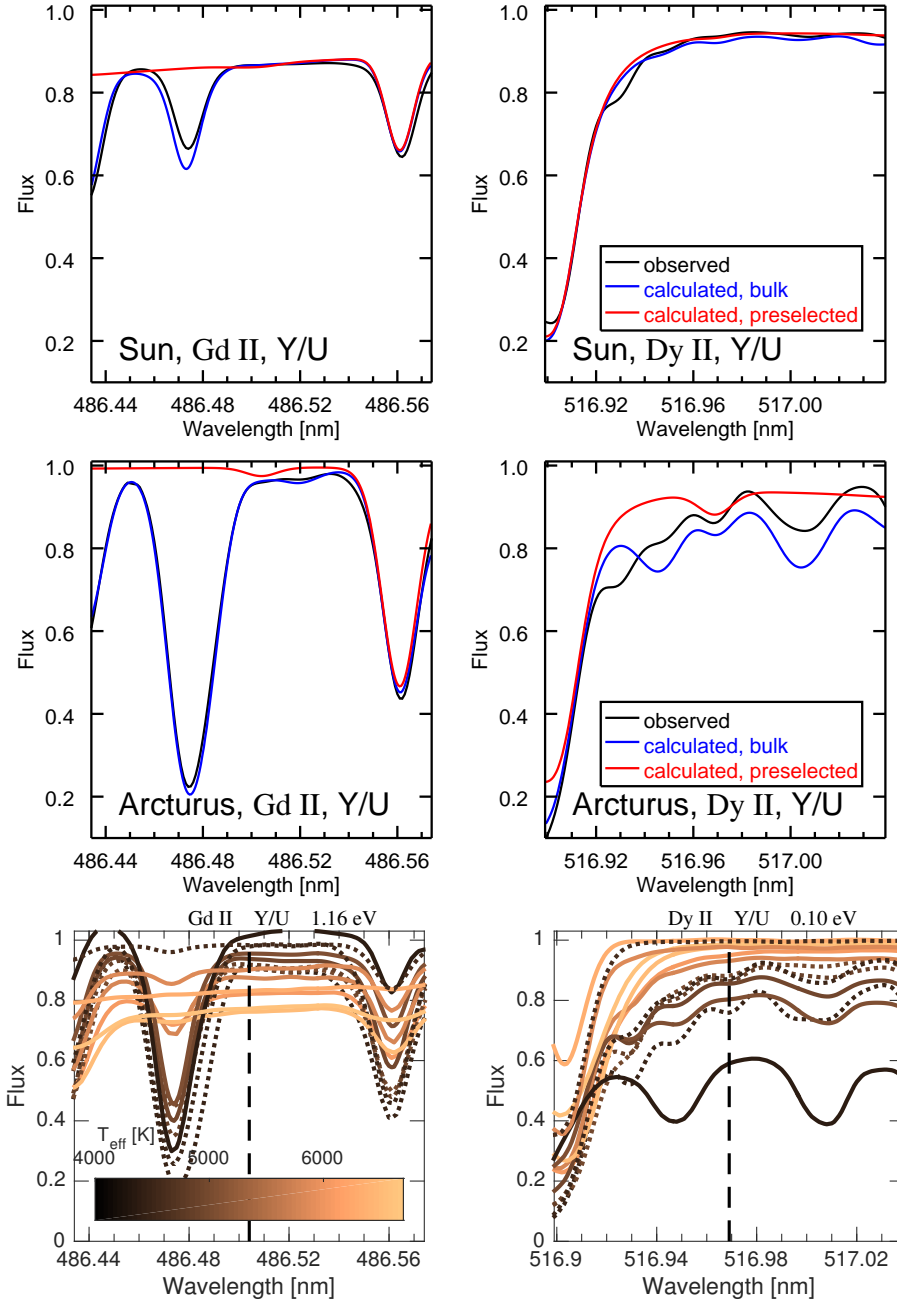 1.0
0.8
0.6
0.4
0.2
Flux
Sun, Gd II, Y/U
486.44
486.48
486.52
486.56
Wavelength [nm]
1.0
0.8
0.6
0.4
0.2
Flux
observed
calculated, bulk
calculated, preselected
Sun, Dy II, Y/U
516.92
516.96
517.00
Wavelength [nm]
1.0
0.8
0.6
0.4
0.2
Flux
Arcturus, Gd II, Y/U
486.44
486.48
486.52
486.56
Wavelength [nm]
1.0
0.8
0.6
0.4
0.2
Flux
observed
calculated, bulk
calculated, preselected
Arcturus, Dy II, Y/U
516.92
516.96
517.00
Wavelength [nm]
Gd II Y/U 1.16 eV
1
0.8
0.6
0.4
0.2
0
Flux
T_eff [K]
4000
5000
6000
486.44
486.48
486.52
486.56
Wavelength [nm]
Dy II Y/U 0.10 eV
1
0.8
0.6
0.4
0.2
0
Flux
516.9
516.94
516.98
517.02
Wavelength [nm]